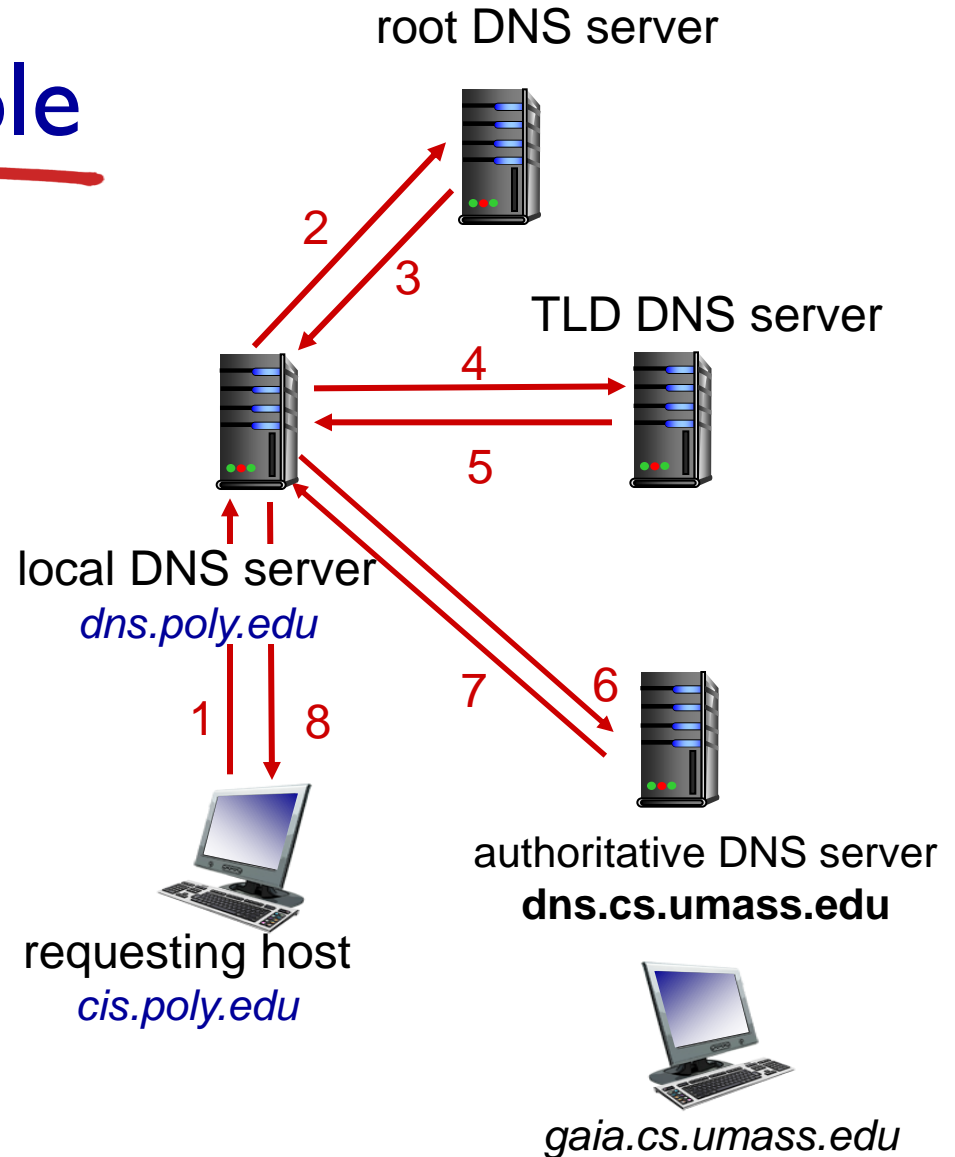 root DNS server
ole
2
3
TLD DNS server
4
5
local DNS server
dns.poly.edu
1
8
7
6
requesting host
cis.poly.edu
authoritative DNS server
dns.cs.umass.edu
gaia.cs.umass.edu